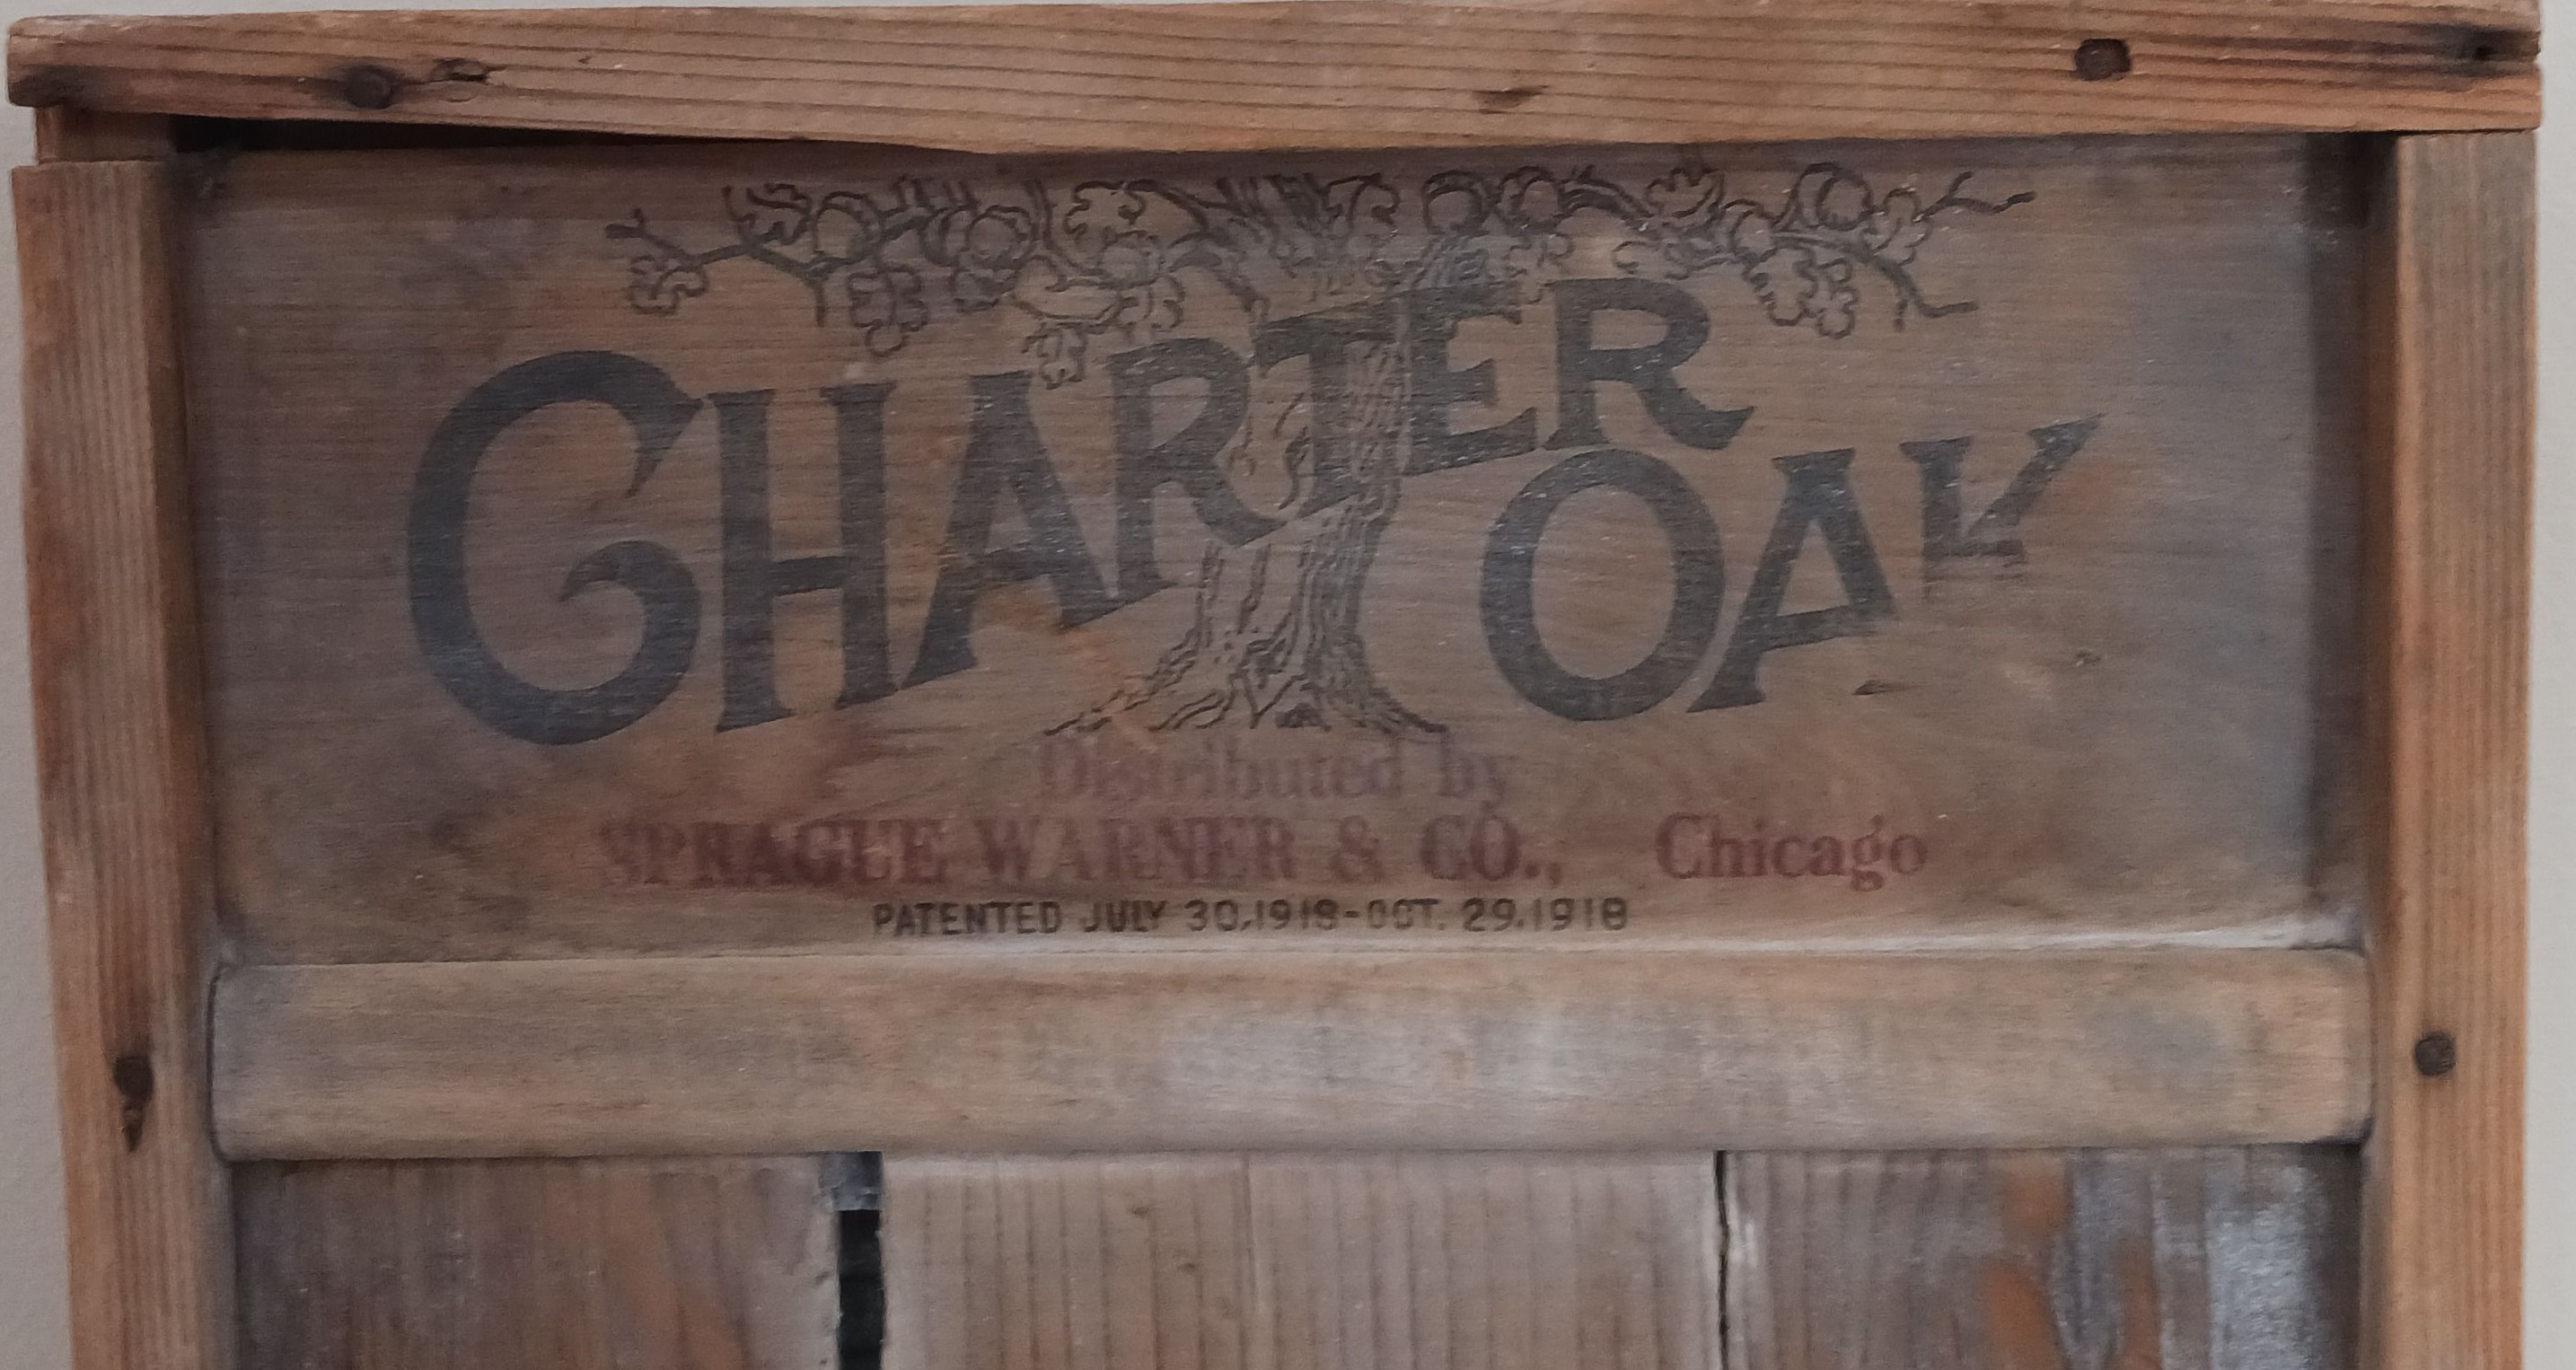 CHARTER
OAK
Distributed by
SPRAGUE WARNER & CO., Chicago
PATENTED JULY 30,1918-OCT. 29,1918